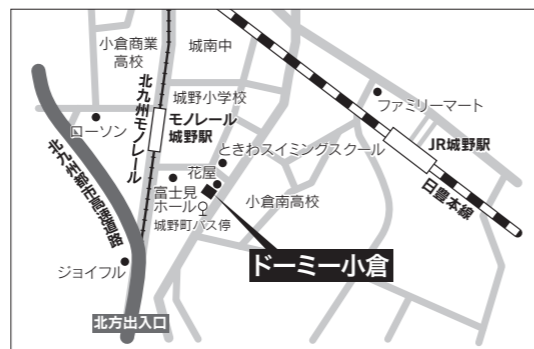 小倉商業
高校
城南中
城野小学校
ファミリーマート
ローソン
北九州モノレール
モノレール
城野駅
JR城野駅
ときわスイミングスクール
北九州都市高速道路
花屋
日豊本線
富士見
ホール
小倉南高校
城野町バス停
ドーミー小倉
ジョイフル
北方出入口